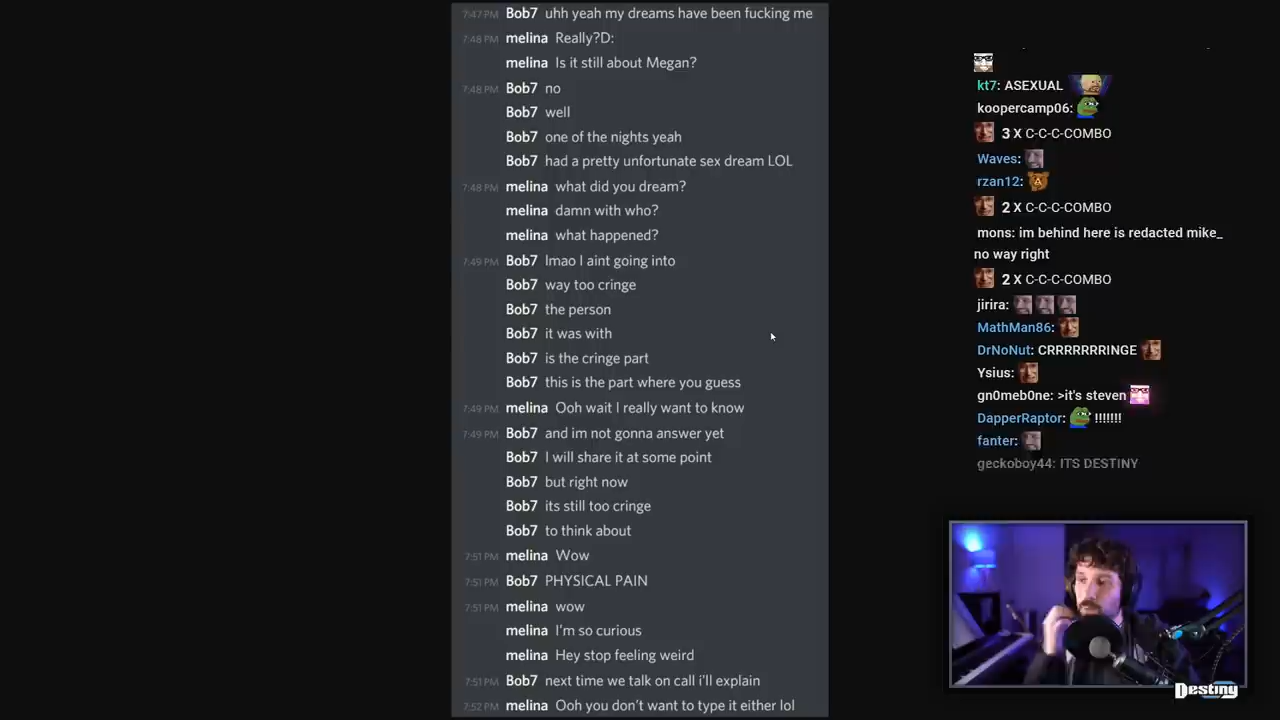 7:47 PM Bob7 uhh yeah my dreams have been fucking me
7:48 PM melina Really?D:
melina Is it still about Megan?
7:48 PM Bob7 no
Bob7 well
Bob7 one of the nights yeah
Bob7 had a pretty unfortunate sex dream LOL
7:48 PM melina what did you dream?
melina damn with who?
melina what happened?
7:49 PM Bob7 lmao I aint going into
Bob7 way too cringe
Bob7 the person
Bob7 it was with
Bob7 is the cringe part
Bob7 this is the part where you guess
7:49 PM melina Ooh wait I really want to know
7:49 PM Bob7 and im not gonna answer yet
Bob7 I will share it at some point
Bob7 but right now
Bob7 its still too cringe
Bob7 to think about
7:51 PM melina Wow
7:51 PM Bob7 PHYSICAL PAIN
7:51 PM melina wow
melina I'm so curious
melina Hey stop feeling weird
7:51 PM Bob7 next time we talk on call i'll explain
7:52 PM melina Ooh you don't want to type it either lol
kt7: ASEXUAL
koopercamp06:
3 X C-C-C-COMBO
Waves:
rzan12:
2 X C-C-C-COMBO
mons: im behind here is redacted mike_
no way right
2 X C-C-C-COMBO
jirira:
MathMan86:
DrNoNut: CRRRRRRRINGE
Ysius:
gn0meb0ne: >it's steven
DapperRaptor: !!!!!!!
fanter:
geckoboy44: ITS DESTINY
Destiny